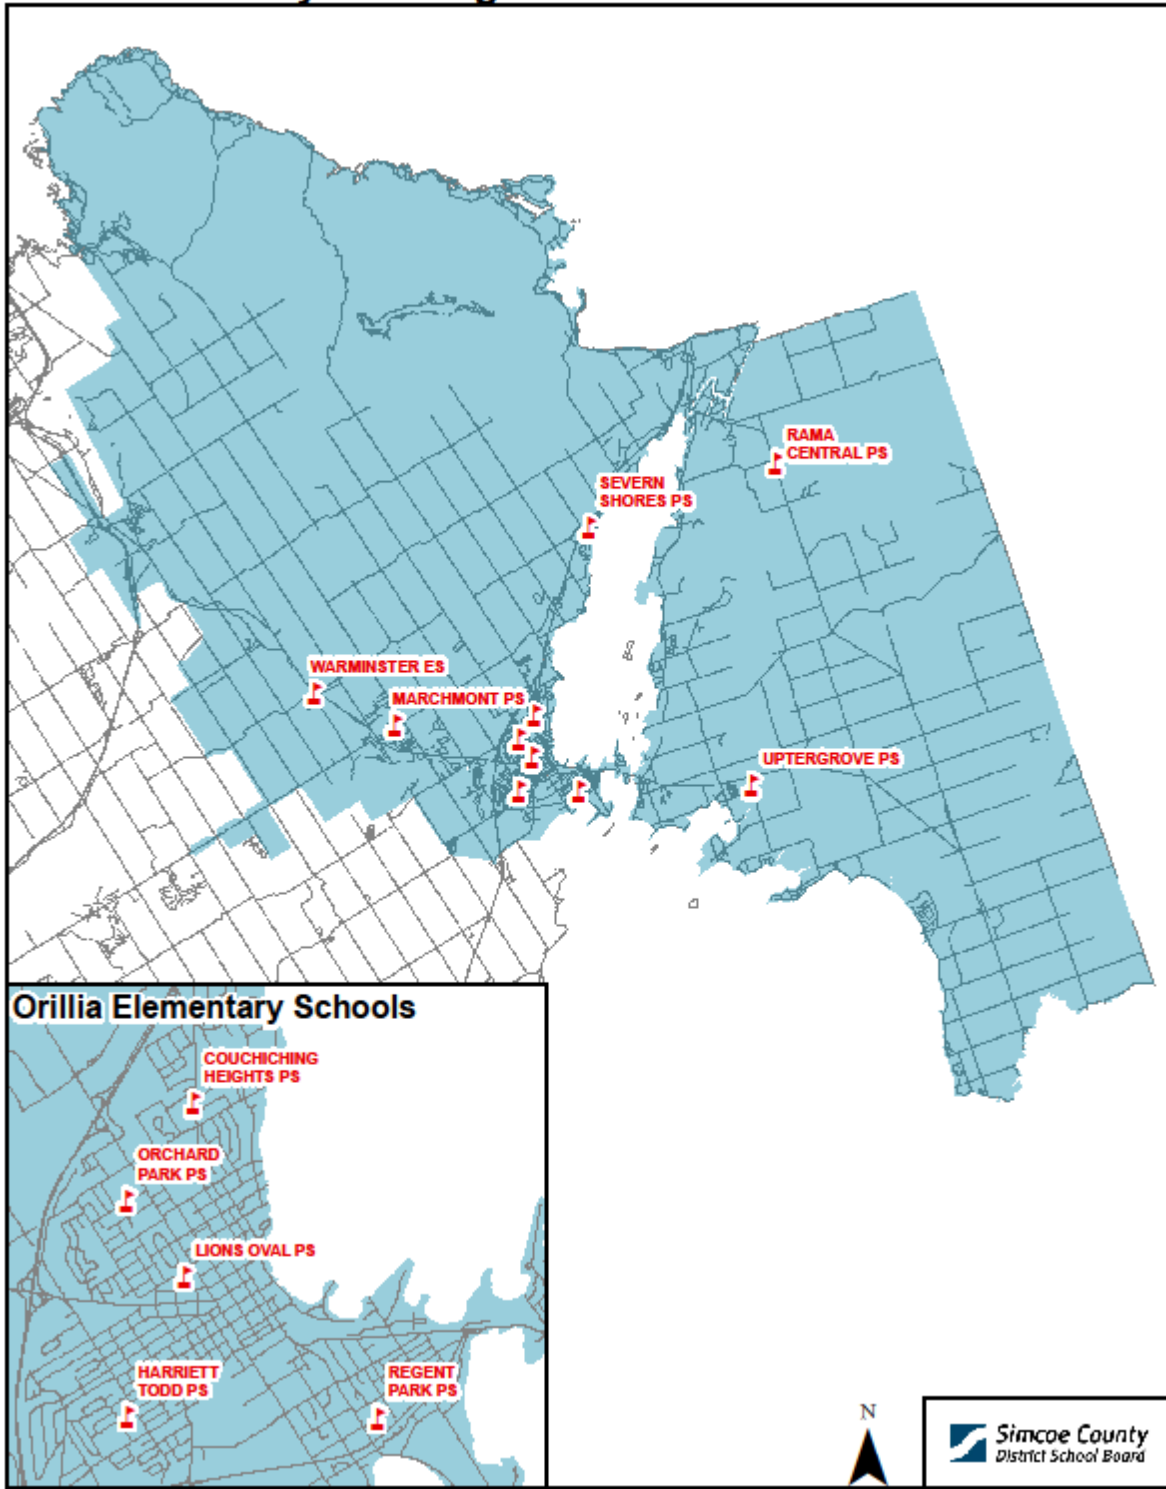 RAMA
CENTRAL PS
SEVERN
SHORES PS
WARMINSTER ES
MARCHMONT PS
UPTERGROVE PS
Orillia Elementary Schools
COUCHICHING
HEIGHTS PS
ORCHARD
PARK PS
LIONS OVAL PS
HARRIETT
TODD PS
REGENT
PARK PS
N
Simcoe County
District School Board